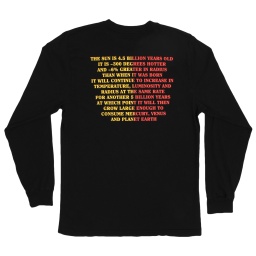 THE SUN IS 4.5 BILLION YEARS OLD
IT IS ~300 DEGREES HOTTER
AND ~6% GREATER IN RADIUS
THAN WHEN IT WAS BORN
IT WILL CONTINUE TO INCREASE IN
TEMPERATURE, LUMINOSITY AND
RADIUS AT THE SAME RATE
FOR ANOTHER 5 BILLION YEARS
AT WHICH POINT IT WILL THEN
GROW LARGE ENOUGH TO
CONSUME MERCURY, VENUS
AND PLANET EARTH